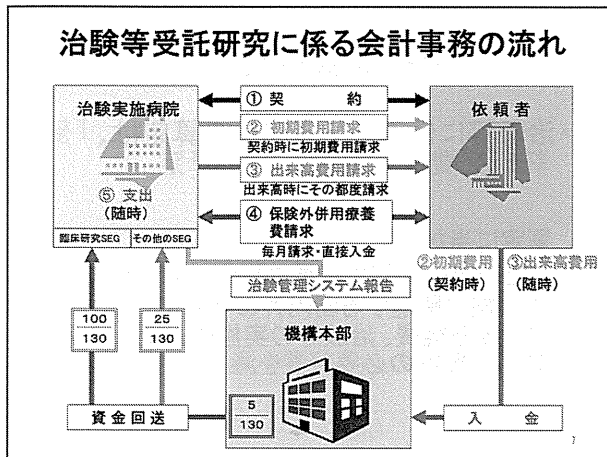 治験等受託研究に係る会計事務の流れ
治験実施病院
① 契 約
依頼者
② 初期費用請求
契約時に初期費用請求
③ 出来高費用請求
出来高時にその都度請求
⑤ 支出
(随時)
④ 保険外併用療養
費請求
毎月請求・直接入金
臨床研究SEG
その他のSEG
②初期費用
(契約時)
③出来高費用
(随時)
治験管理システム報告
100
130
25
130
機構本部
5
130
資金回送
入 金